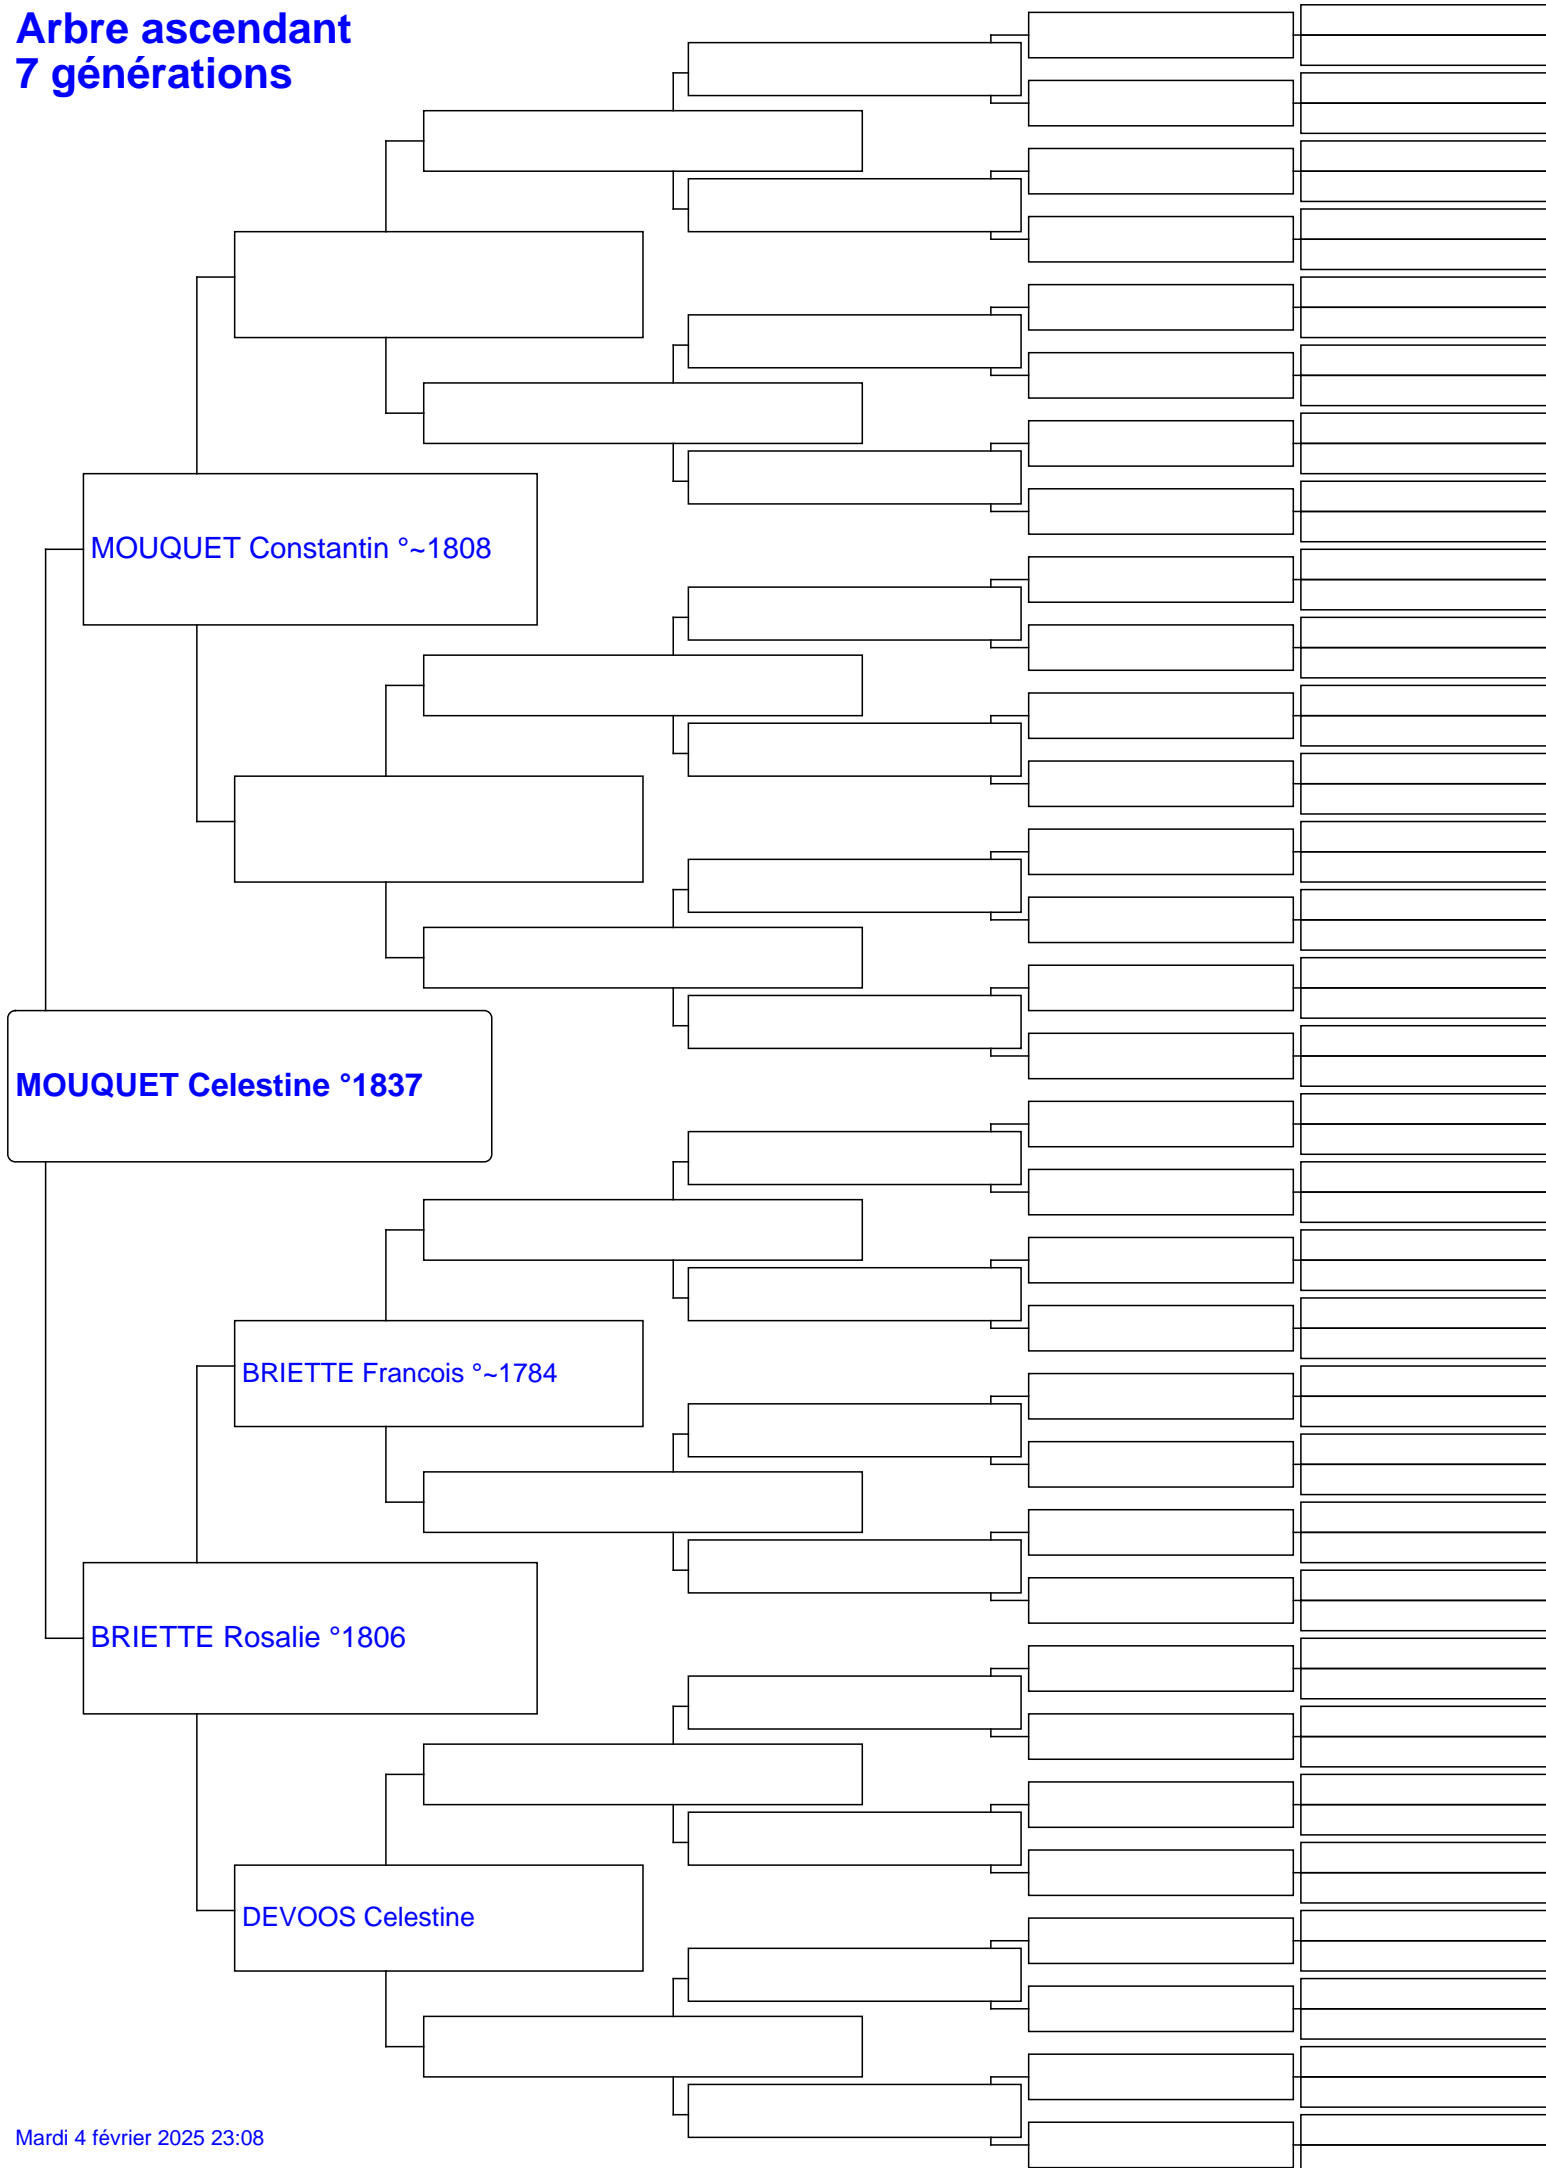 Arbre ascendant
7 générations
MOUQUET Constantin °~1808
MOUQUET Celestine °1837
BRIETTE Francois °~1784
BRIETTE Rosalie °1806
DEVOOS Celestine
Mardi 4 février 2025 23:08